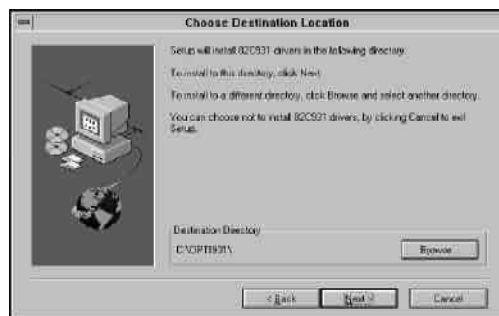 Choose Destination Location
Setup will install 82C931 drivers in the following directory.
To install to this directory, click Next.
To install to a different directory, click Browse and select another directory.
You can choose not to install 82C931 drivers, by clicking Cancel to exit
Setup.
Destination Directory
C:\OPTI931\
Browse
< Back
Next >
Cancel